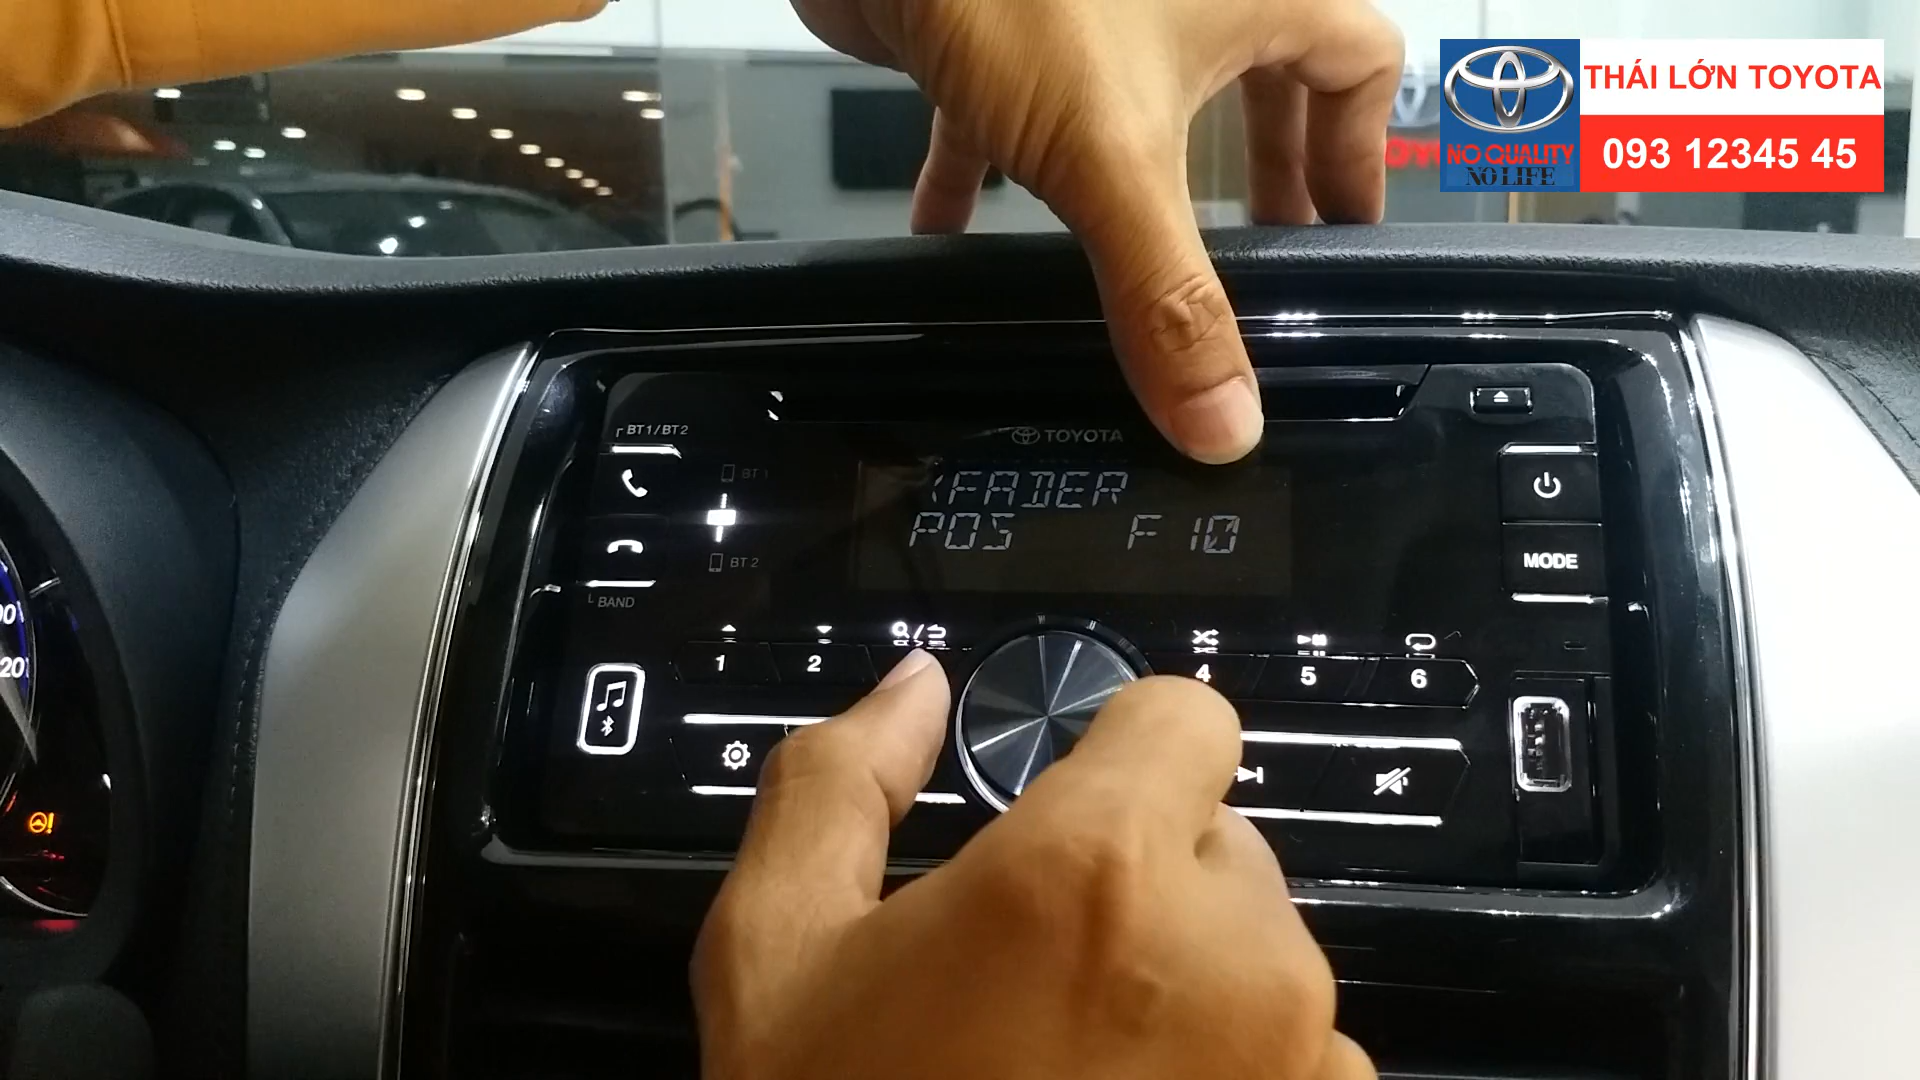 THÁI LỚN TOYOTA
NO QUALITY
NO LIFE
093 12345 45
BT1/BT2
TOYOTA
BT 1
FADER
POS F10
BT 2
MODE
BAND
1 2 4 5 6